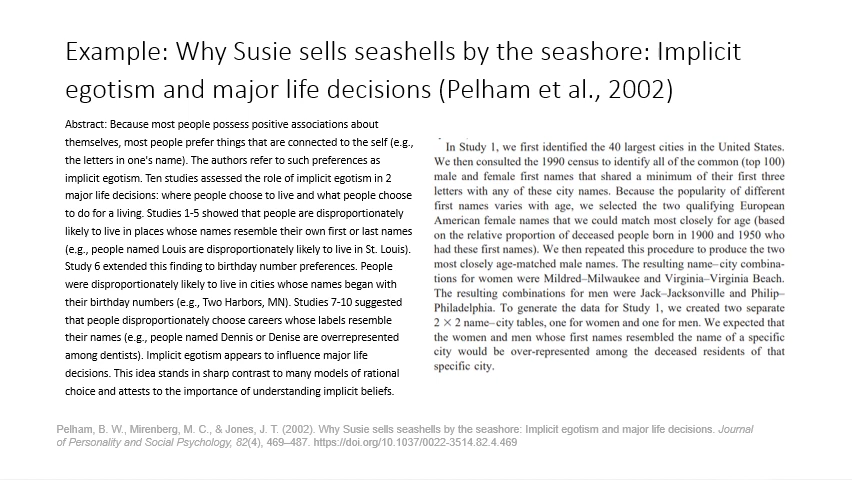 Example: Why Susie sells seashells by the seashore: Implicit
egotism and major life decisions (Pelham et al., 2002)
Abstract: Because most people possess positive associations about
themselves, most people prefer things that are connected to the self (e.g.,
the letters in one's name). The authors refer to such preferences as
implicit egotism. Ten studies assessed the role of implicit egotism in 2
major life decisions: where people choose to live and what people choose
to do for a living. Studies 1-5 showed that people are disproportionately
likely to live in places whose names resemble their own first or last names
(e.g., people named Louis are disproportionately likely to live in St. Louis).
Study 6 extended this finding to birthday number preferences. People
were disproportionately likely to live in cities whose names began with
their birthday numbers (e.g., Two Harbors, MN). Studies 7-10 suggested
that people disproportionately choose careers whose labels resemble
their names (e.g., people named Dennis or Denise are overrepresented
among dentists). Implicit egotism appears to influence major life
decisions. This idea stands in sharp contrast to many models of rational
choice and attests to the importance of understanding implicit beliefs.
In Study 1, we first identified the 40 largest cities in the United States.
We then consulted the 1990 census to identify all of the common (top 100)
male and female first names that shared a minimum of their first three
letters with any of these city names. Because the popularity of different
first names varies with age, we selected the two qualifying European
American female names that we could match most closely for age (based
on the relative proportion of deceased people born in 1900 and 1950 who
had these first names). We then repeated this procedure to produce the two
most closely age-matched male names. The resulting name–city combina-
tions for women were Mildred–Milwaukee and Virginia–Virginia Beach.
The resulting combinations for men were Jack–Jacksonville and Philip–
Philadelphia. To generate the data for Study 1, we created two separate
2 × 2 name–city tables, one for women and one for men. We expected that
the women and men whose first names resembled the name of a specific
city would be over-represented among the deceased residents of that
specific city.
Pelham, B. W., Mirenberg, M. C., & Jones, J. T. (2002). Why Susie sells seashells by the seashore: Implicit egotism and major life decisions. Journal
of Personality and Social Psychology, 82(4), 469–487. https://doi.org/10.1037/0022-3514.82.4.469